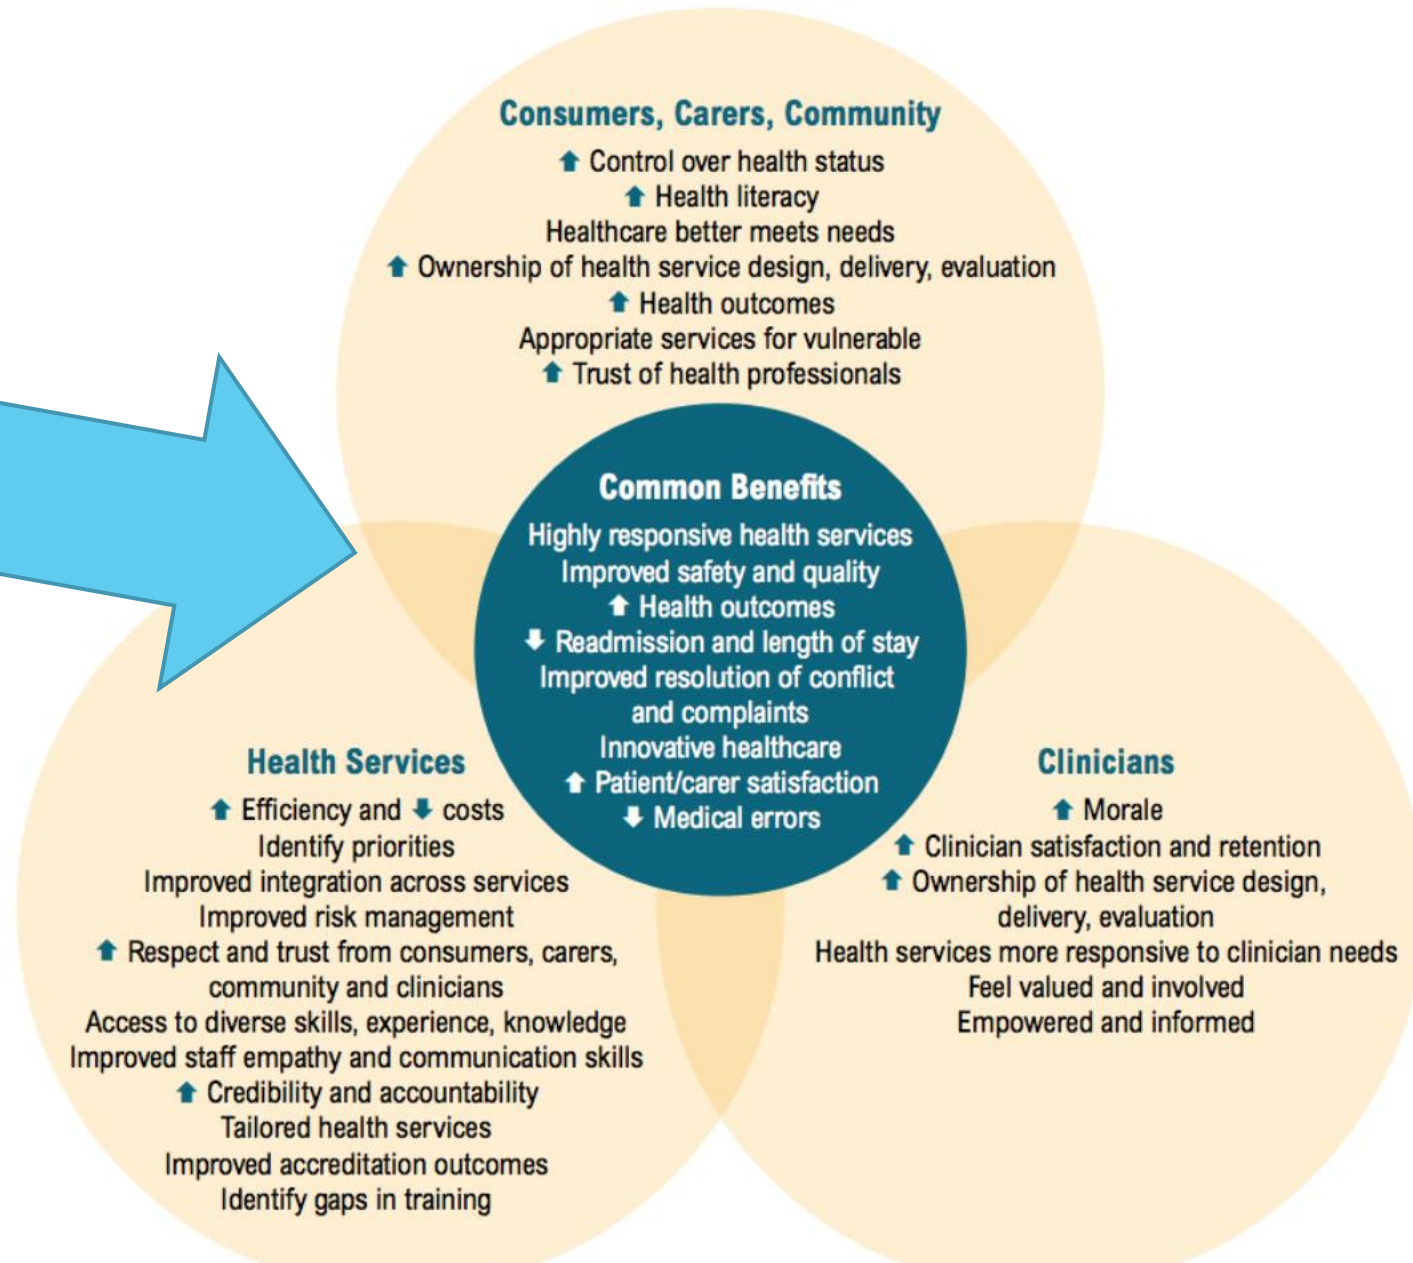 Consumers, Carers, Community
⬆ Control over health status
⬆ Health literacy
Healthcare better meets needs
⬆ Ownership of health service design, delivery, evaluation
⬆ Health outcomes
Appropriate services for vulnerable
⬆ Trust of health professionals
Common Benefits
Highly responsive health services
Improved safety and quality
⬆ Health outcomes
⬇ Readmission and length of stay
Improved resolution of conflict
and complaints
Innovative healthcare
⬆ Patient/carer satisfaction
⬇ Medical errors
Health Services
⬆ Efficiency and ⬇ costs
Identify priorities
Improved integration across services
Improved risk management
⬆ Respect and trust from consumers, carers,
community and clinicians
Access to diverse skills, experience, knowledge
Improved staff empathy and communication skills
⬆ Credibility and accountability
Tailored health services
Improved accreditation outcomes
Identify gaps in training
Clinicians
⬆ Morale
⬆ Clinician satisfaction and retention
⬆ Ownership of health service design,
delivery, evaluation
Health services more responsive to clinician needs
Feel valued and involved
Empowered and informed